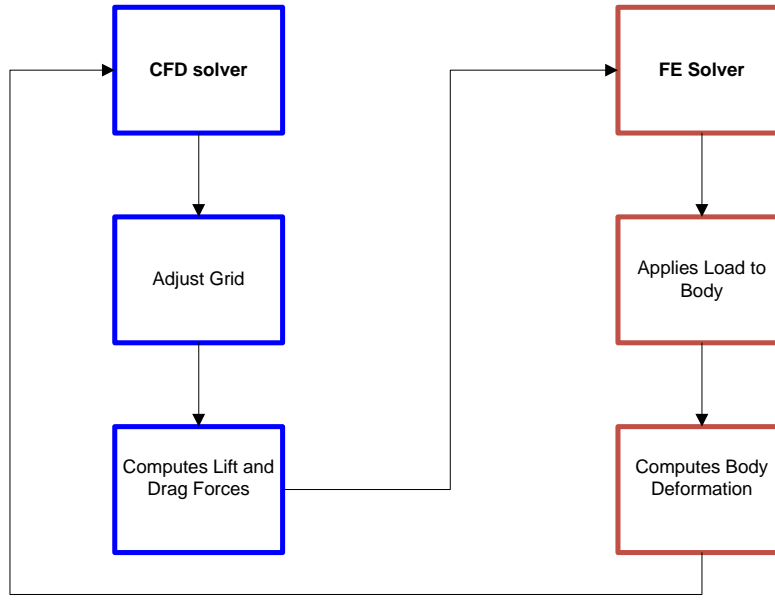 CFD solver
Adjust Grid
Computes Lift and
Drag Forces
FE Solver
Applies Load to
Body
Computes Body
Deformation